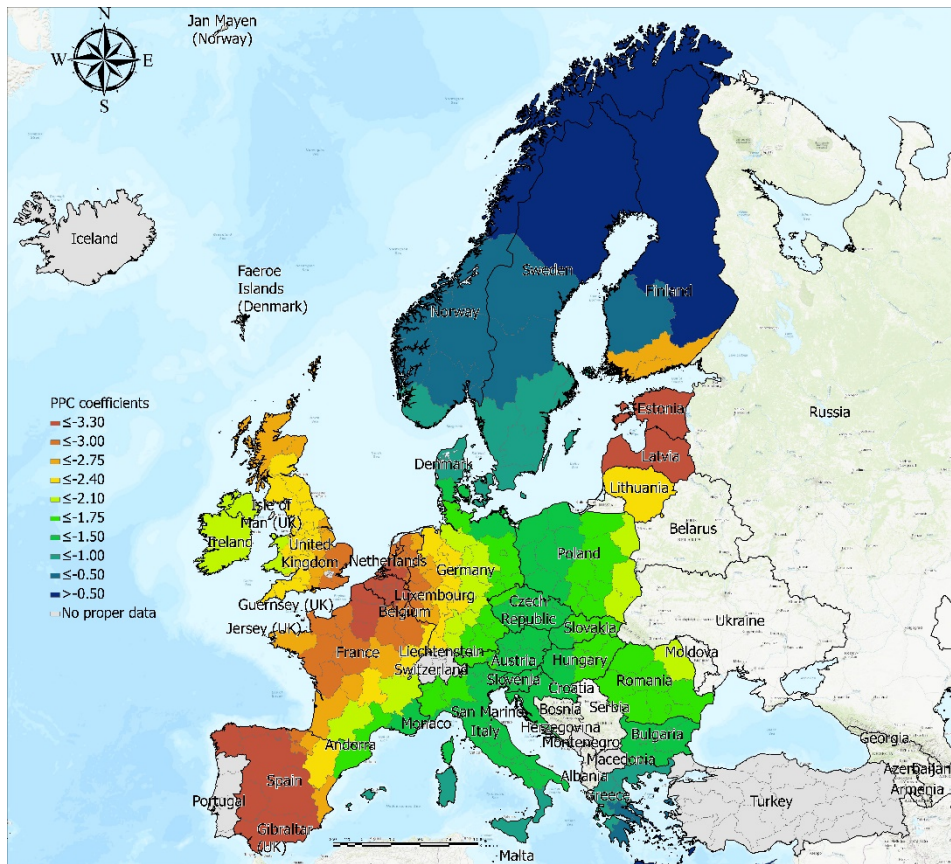 Jan Mayen
(Norway)
N
W
E
S
Iceland
Faeroe
Islands
(Denmark)
Sweden
Norway
Finland
Russia
PPC coefficients
≤-3.30
≤-3.00
≤-2.75
≤-2.40
≤-2.10
≤-1.75
≤-1.50
≤-1.00
≤-0.50
>-0.50
No proper data
Estonia
Latvia
Lithuania
Denmark
Belarus
Isle of
Man (UK)
Ireland
United
Kingdom
Netherlands
Germany
Poland
Guernsey (UK)
Belgium
Luxembourg
Jersey (UK)
Czech
Republic
Ukraine
Slovakia
France
Liechtenstein
Switzerland
Austria
Hungary
Moldova
Slovenia
Romania
Croatia
San Marino
Bosnia
Serbia
Monaco
Italy
Herzegovina
Andorra
Montenegro
Bulgaria
Georgia
Macedonia
Azerbaijan
Armenia
Albania
Spain
Portugal
Greece
Turkey
Gibraltar
(UK)
Malta